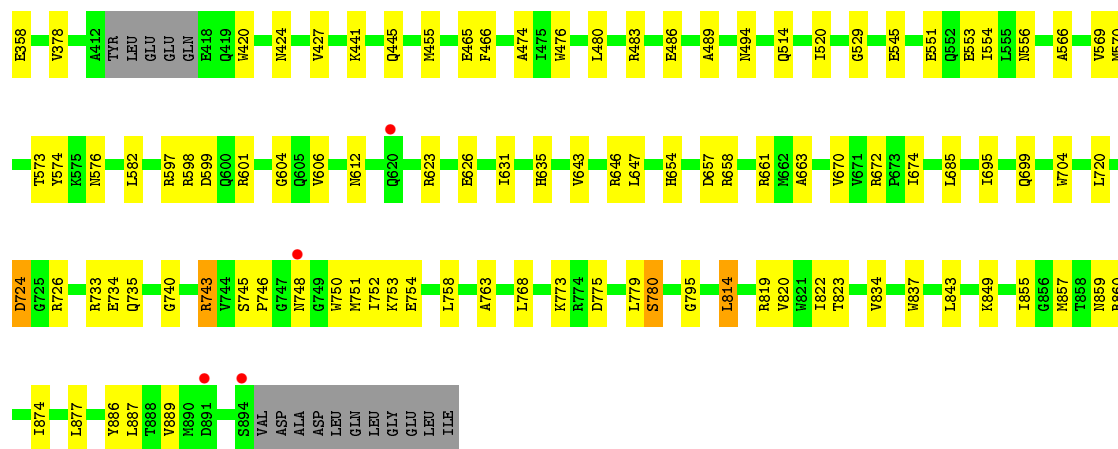 E358 V378 A412 TYR LEU GLU GLU GLN E418 Q419 W420 N424 V427 K441 Q445 M455 E465 F466 A474 I475 W476 L480 R483 E486 A489 N494 Q514 I520 G529 E545 E551 Q552 E553 I554 L555 N556 A566 V569 M570
T573 Y574 K575 N576 L582 R597 R598 D599 Q600 R601 G604 Q605 V606 N612 Q620 R623 E626 I631 H635 V643 R646 L647 H654 D657 R658 R661 M662 A663 V670 V671 R672 P673 I674 L685 I695 Q699 W704 L720
D724 G725 R726 R733 E734 Q735 G740 R743 V744 S745 P746 G747 N748 G749 W750 M751 I752 K753 E754 L758 A763 L768 K773 R774 D775 L779 S780 G795 L814 R819 V820 W821 I822 T823 V834 W837 L843 K849 I855 G856 M857 T858 N859
I874 L877 Y886 L887 T888 V889 M890 D891 S894 VAL ASP ALA ASP LEU GLN LEU GLY GLU LEU ILE